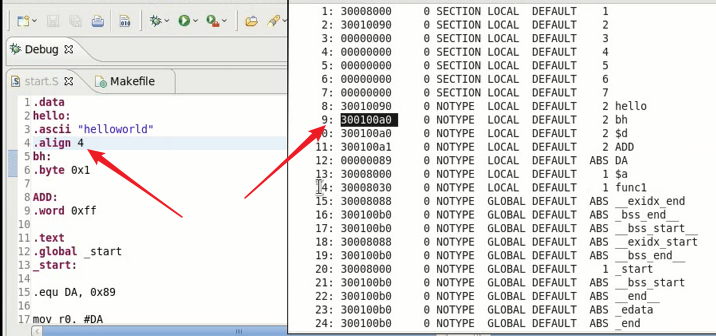 Debug
start.S
Makefile
1 .data
2 hello:
3 .ascii "helloworld"
4 .align 4
5 bh:
6 .byte 0x1
7
8 ADD:
9 .word 0xff
10
11 .text
12 .global _start
13 _start:
14
15 .equ DA, 0x89
16
17 mov r0, #DA
1: 30008000 0 SECTION LOCAL DEFAULT 1
2: 30010090 0 SECTION LOCAL DEFAULT 2
3: 00000000 0 SECTION LOCAL DEFAULT 3
4: 00000000 0 SECTION LOCAL DEFAULT 4
5: 00000000 0 SECTION LOCAL DEFAULT 5
6: 00000000 0 SECTION LOCAL DEFAULT 6
7: 00000000 0 SECTION LOCAL DEFAULT 7
8: 30010090 0 NOTYPE LOCAL DEFAULT 2 hello
9: 300100a0 0 NOTYPE LOCAL DEFAULT 2 bh
10: 300100a0 0 NOTYPE LOCAL DEFAULT 2 $d
11: 300100a1 0 NOTYPE LOCAL DEFAULT 2 ADD
12: 00000089 0 NOTYPE LOCAL DEFAULT ABS DA
13: 30008000 0 NOTYPE LOCAL DEFAULT 1 $a
14: 30008030 0 NOTYPE LOCAL DEFAULT 1 func1
15: 30008088 0 NOTYPE GLOBAL DEFAULT ABS __exidx_end
16: 300100b0 0 NOTYPE GLOBAL DEFAULT ABS _bss_end__
17: 300100b0 0 NOTYPE GLOBAL DEFAULT ABS __bss_start__
18: 30008088 0 NOTYPE GLOBAL DEFAULT ABS __exidx_start
19: 300100b0 0 NOTYPE GLOBAL DEFAULT ABS __bss_end__
20: 30008000 0 NOTYPE GLOBAL DEFAULT 1 _start
21: 300100b0 0 NOTYPE GLOBAL DEFAULT ABS __bss_start
22: 300100b0 0 NOTYPE GLOBAL DEFAULT ABS __end__
23: 300100b0 0 NOTYPE GLOBAL DEFAULT ABS _edata
24: 300100b0 0 NOTYPE GLOBAL DEFAULT ABS _end